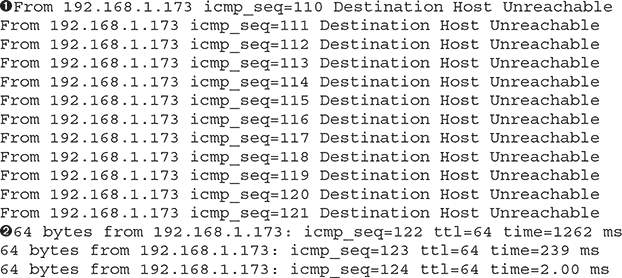 ❶From 192.168.1.173 icmp_seq=110 Destination Host Unreachable
From 192.168.1.173 icmp_seq=111 Destination Host Unreachable
From 192.168.1.173 icmp_seq=112 Destination Host Unreachable
From 192.168.1.173 icmp_seq=113 Destination Host Unreachable
From 192.168.1.173 icmp_seq=114 Destination Host Unreachable
From 192.168.1.173 icmp_seq=115 Destination Host Unreachable
From 192.168.1.173 icmp_seq=116 Destination Host Unreachable
From 192.168.1.173 icmp_seq=117 Destination Host Unreachable
From 192.168.1.173 icmp_seq=118 Destination Host Unreachable
From 192.168.1.173 icmp_seq=119 Destination Host Unreachable
From 192.168.1.173 icmp_seq=120 Destination Host Unreachable
From 192.168.1.173 icmp_seq=121 Destination Host Unreachable
❷64 bytes from 192.168.1.173: icmp_seq=122 ttl=64 time=1262 ms
64 bytes from 192.168.1.173: icmp_seq=123 ttl=64 time=239 ms
64 bytes from 192.168.1.173: icmp_seq=124 ttl=64 time=2.00 ms